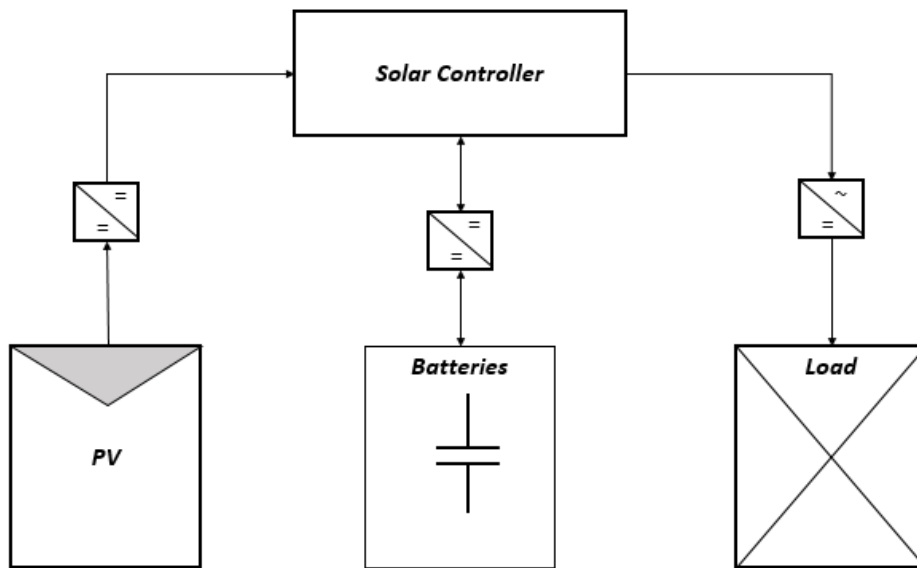 Solar Controller
=
=
=
=
~
=
Batteries
Load
PV